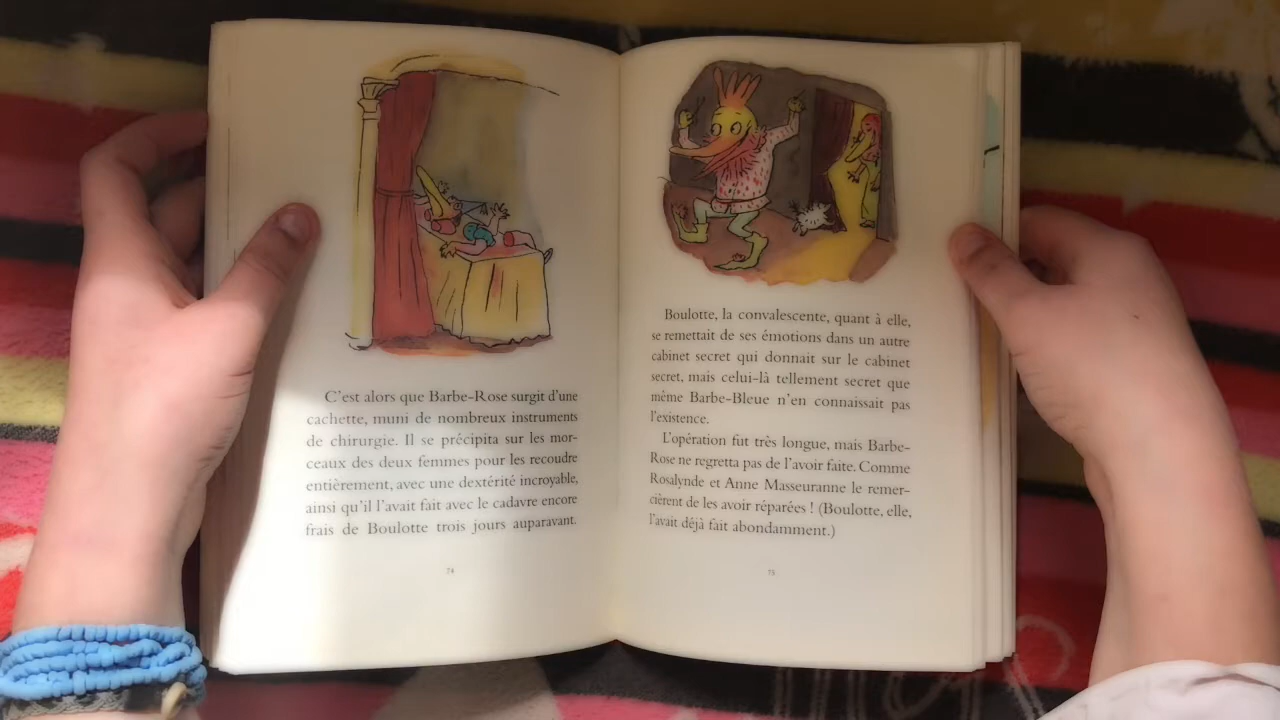 C'est alors que Barbe-Rose surgit d'une
cachette, muni de nombreux instruments
de chirurgie. Il se précipita sur les mor-
ceaux des deux femmes pour les recoudre
entièrement, avec une dextérité incroyable,
ainsi qu'il l'avait fait avec le cadavre encore
frais de Boulotte trois jours auparavant.
74
Boulotte, la convalescente, quant à elle,
se remettait de ses émotions dans un autre
cabinet secret qui donnait sur le cabinet
secret, mais celui-là tellement secret que
même Barbe-Bleue n'en connaissait pas
l'existence.
L'opération fut très longue, mais Barbe-
Rose ne regretta pas de l'avoir faite. Comme
Rosalynde et Anne Masseuranne le remer-
cièrent de les avoir réparées ! (Boulotte, elle,
l'avait déjà fait abondamment.)
75